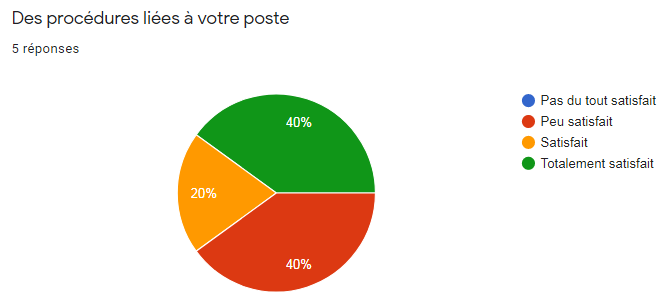 Des procédures liées à votre poste
5 réponses
40%
20%
40%
Pas du tout satisfait
Peu satisfait
Satisfait
Totalement satisfait